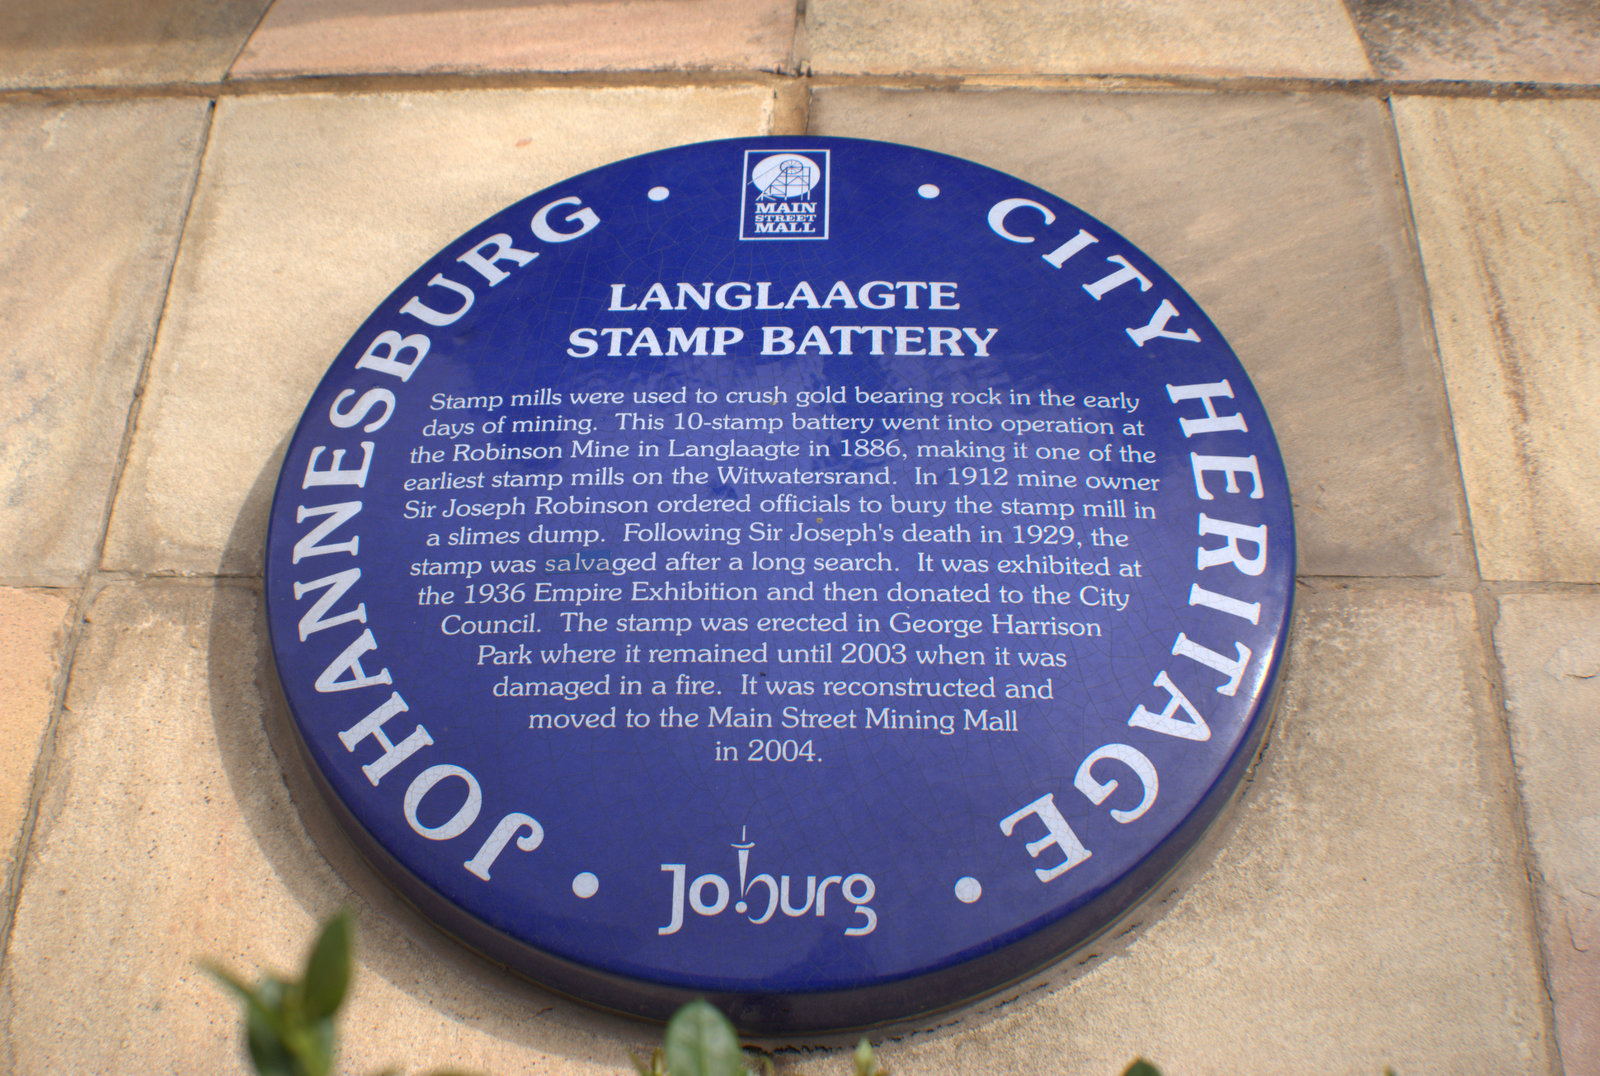 MAIN
STREET
MALL
JOHANNESBURG • CITY HERITAGE
LANGLAAGTE
STAMP BATTERY
Stamp mills were used to crush gold bearing rock in the early
days of mining. This 10-stamp battery went into operation at
the Robinson Mine in Langlaagte in 1886, making it one of the
earliest stamp mills on the Witwatersrand. In 1912 mine owner
Sir Joseph Robinson ordered officials to bury the stamp mill in
a slimes dump. Following Sir Joseph's death in 1929, the
stamp was salvaged after a long search. It was exhibited at
the 1936 Empire Exhibition and then donated to the City
Council. The stamp was erected in George Harrison
Park where it remained until 2003 when it was
damaged in a fire. It was reconstructed and
moved to the Main Street Mining Mall
in 2004.
Joburg